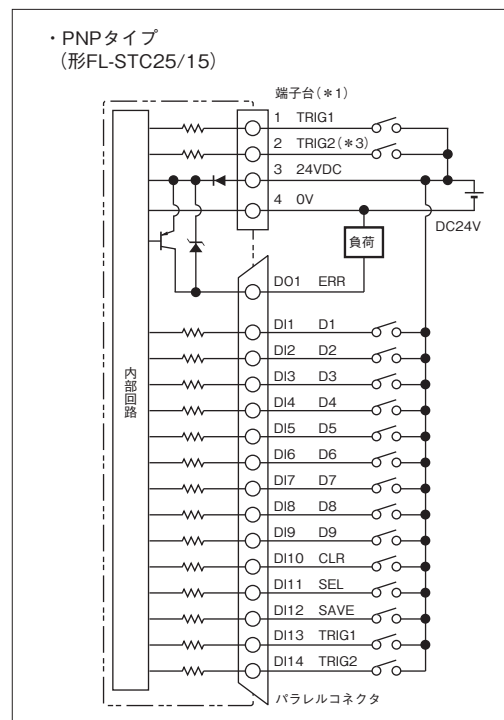 ・PNPタイプ
（形FL-STC25/15）
端子台（＊1）
1 TRIG1
2 TRIG2（＊3）
3 24VDC
4 0V
DC24V
負荷
DO1 ERR
DI1 D1
DI2 D2
DI3 D3
DI4 D4
DI5 D5
DI6 D6
DI7 D7
DI8 D8
DI9 D9
DI10 CLR
DI11 SEL
DI12 SAVE
DI13 TRIG1
DI14 TRIG2
内部回路
パラレルコネクタ